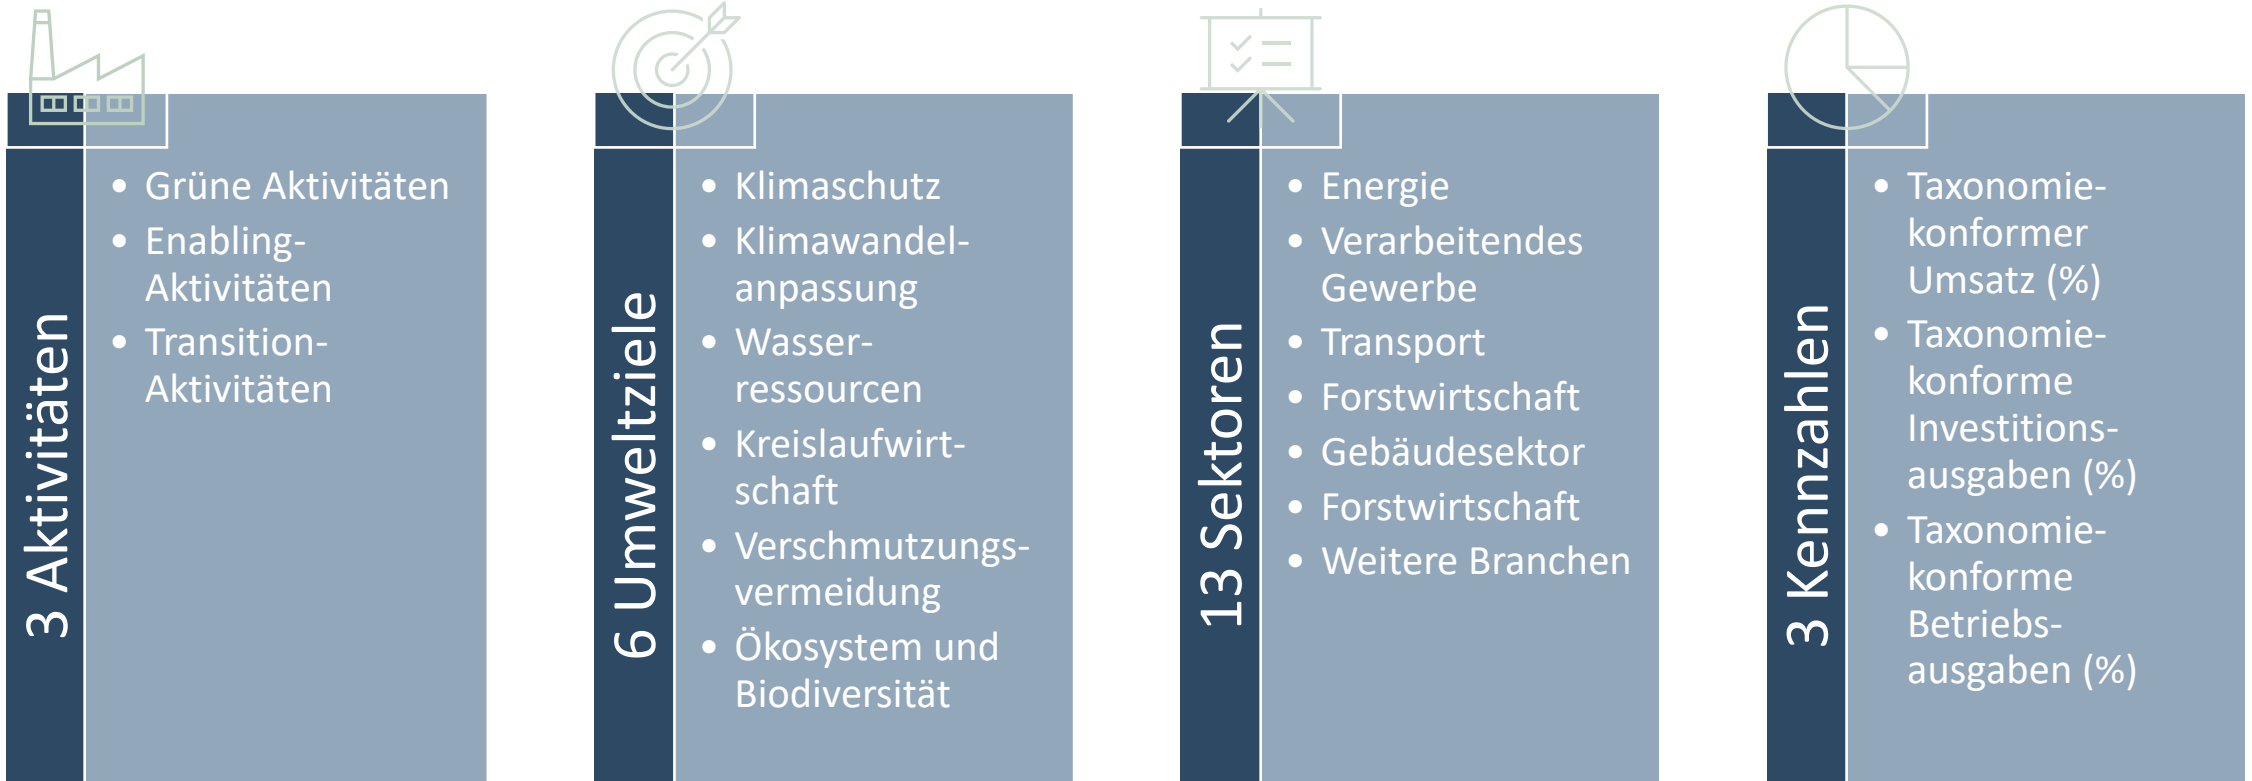 3 Aktivitäten
• Grüne Aktivitäten
• Enabling-
Aktivitäten
• Transition-
Aktivitäten
6 Umweltziele
• Klimaschutz
• Klimawandel-
anpassung
• Wasser-
ressourcen
• Kreislaufwirt-
schaft
• Verschmutzungs-
vermeidung
• Ökosystem und
Biodiversität
13 Sektoren
• Energie
• Verarbeitendes
Gewerbe
• Transport
• Forstwirtschaft
• Gebäudesektor
• Forstwirtschaft
• Weitere Branchen
3 Kennzahlen
• Taxonomie-
konformer
Umsatz (%)
• Taxonomie-
konforme
Investitions-
ausgaben (%)
• Taxonomie-
konforme
Betriebs-
ausgaben (%)